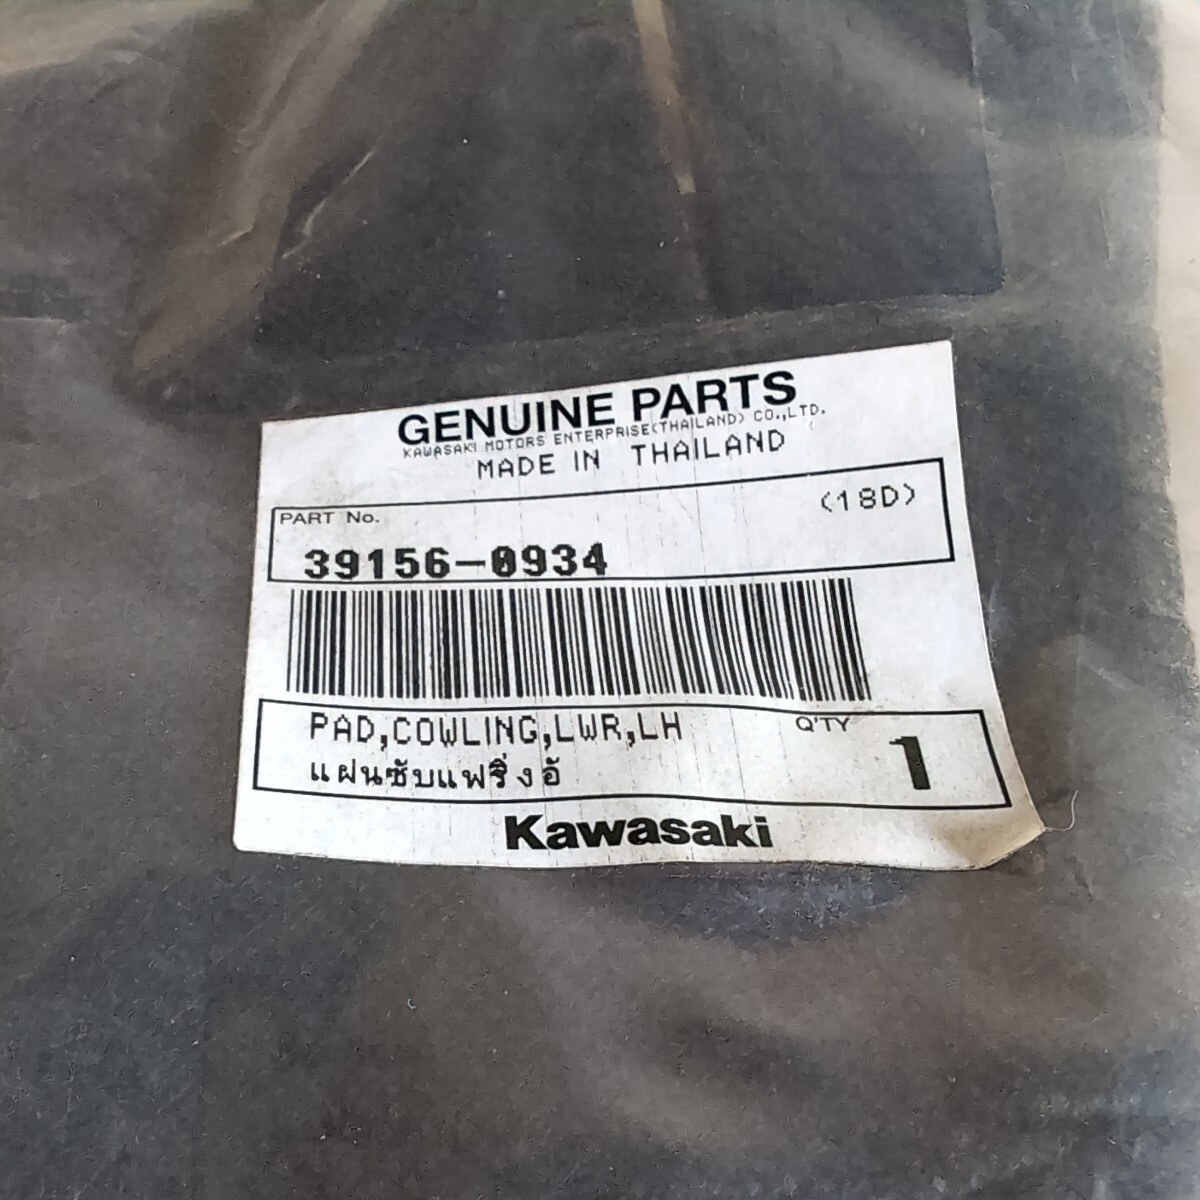 GENUINE PARTS
KAWASAKI MOTORS ENTERPRISE(THAILAND) CO.,LTD.
MADE IN THAILAND
PART No.
(18D)
39156-0934
PAD,COWLING,LWR,LH
Q'TY
1
แผ่นซับแฟริ่งอั
Kawasaki